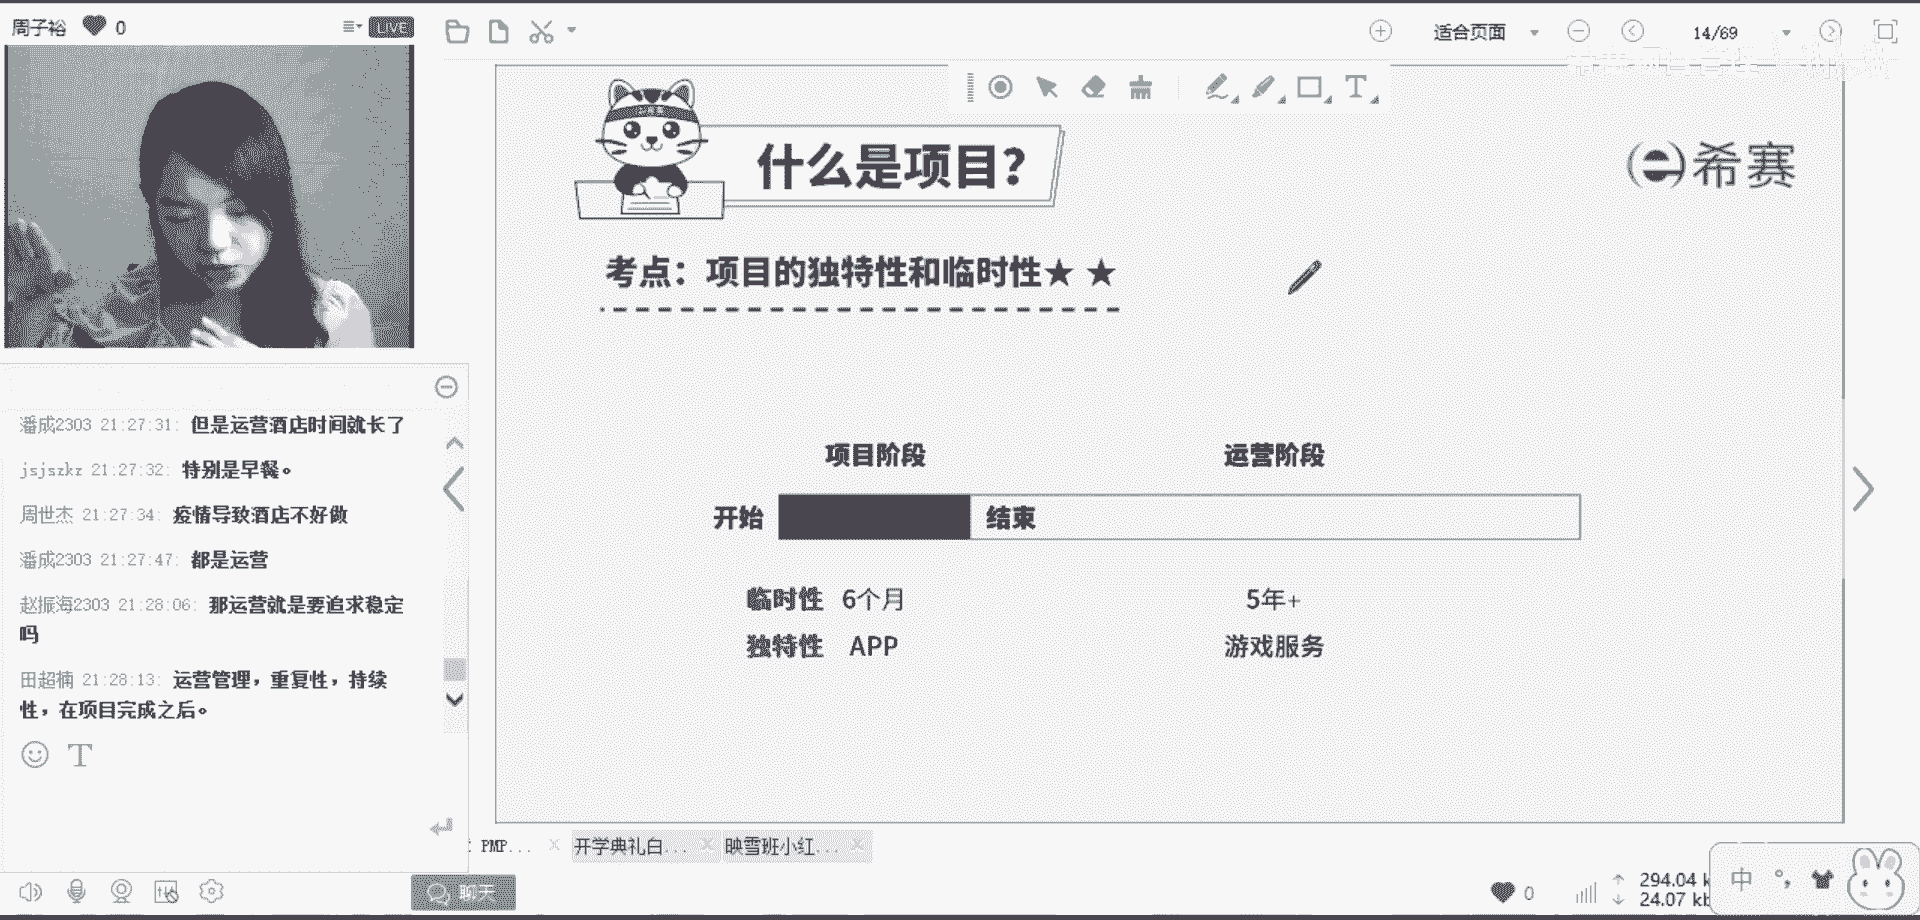 周子裕 0
LIVE
适合页面
14/69
什么是项目？
希赛
考点：项目的独特性和临时性★ ★
项目阶段
运营阶段
开始
结束
临时性 6个月
5年+
独特性 APP
游戏服务
潘成2303 21:27:31: 但是运营酒店时间就长了
jsjszkz 21:27:32: 特别是早餐。
周世杰 21:27:34: 疫情导致酒店不好做
潘成2303 21:27:47: 都是运营
赵振海2303 21:28:06: 那运营就是要追求稳定
吗
田超楠 21:28:13: 运营管理，重复性，持续
性，在项目完成之后。
PMP...
开学典礼白...
映雪班小红...
聊天
0
294.04 k
24.07 kb
中